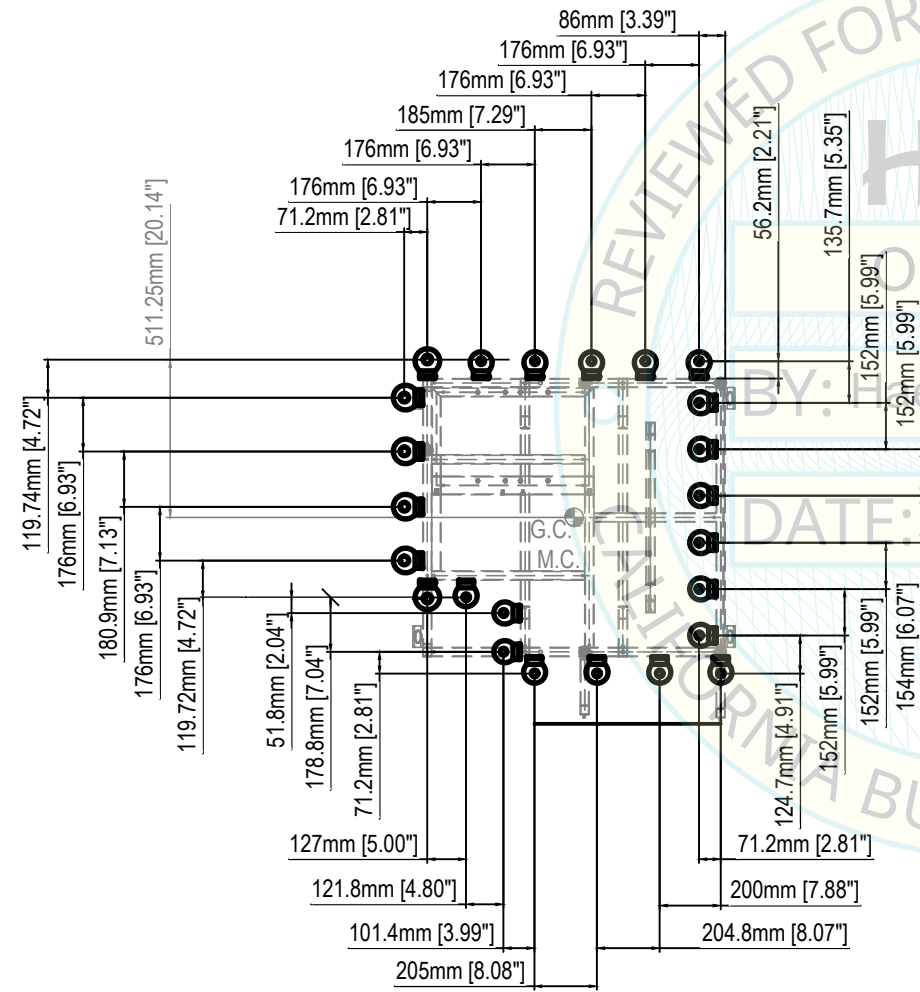 86mm [3.39"]
176mm [6.93"]
176mm [6.93"]
185mm [7.29"]
176mm [6.93"]
176mm [6.93"]
71.2mm [2.81"]
511.25mm [20.14"]
56.2mm [2.21"]
135.7mm [5.35"]
152mm [5.99"]
152mm [5.99"]
REVIEWED FOR
H
O
BY: Hae
DATE:
CALIFORNIA BU
G.C.
M.C.
119.74mm [4.72"]
176mm [6.93"]
180.9mm [7.13"]
176mm [6.93"]
119.72mm [4.72"]
51.8mm [2.04"]
178.8mm [7.04"]
71.2mm [2.81"]
124.7mm [4.91"]
152mm [5.99"]
152mm [5.99"]
154mm [6.07"]
127mm [5.00"]
71.2mm [2.81"]
121.8mm [4.80"]
200mm [7.88"]
101.4mm [3.99"]
204.8mm [8.07"]
205mm [8.08"]